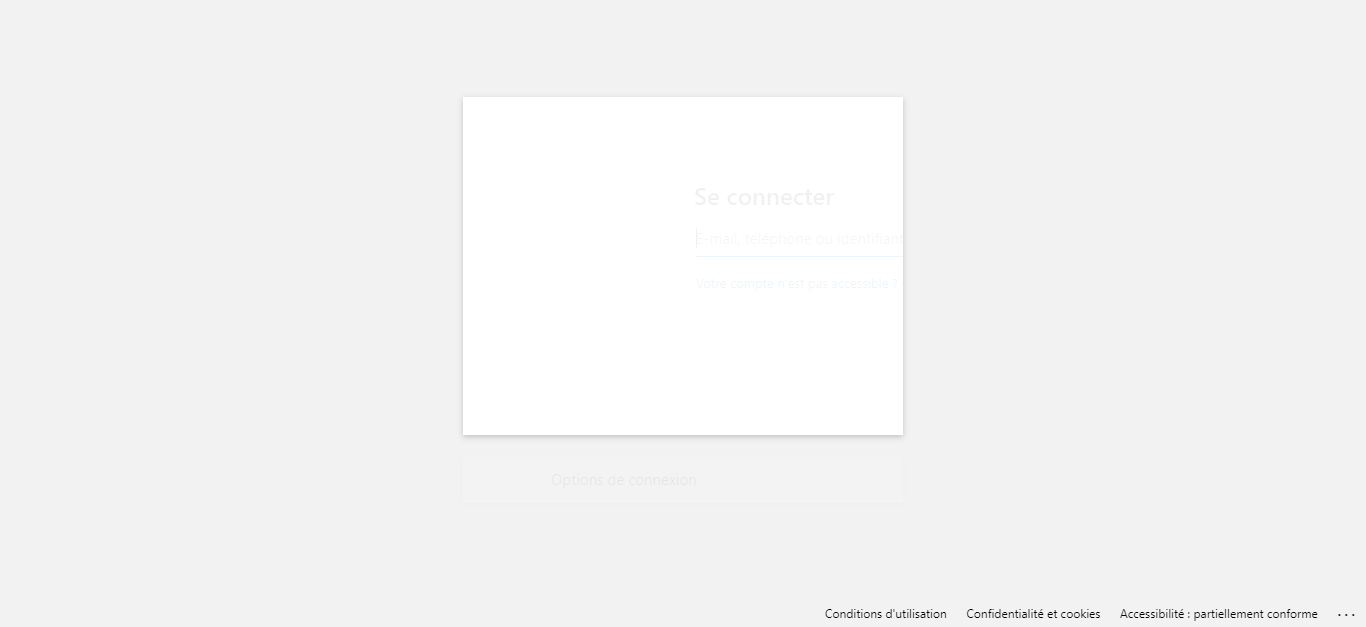 Se connecter
E-mail, téléphone ou identifiant
Votre compte n'est pas accessible ?
Options de connexion
Conditions d'utilisation Confidentialité et cookies Accessibilité : partiellement conforme ...